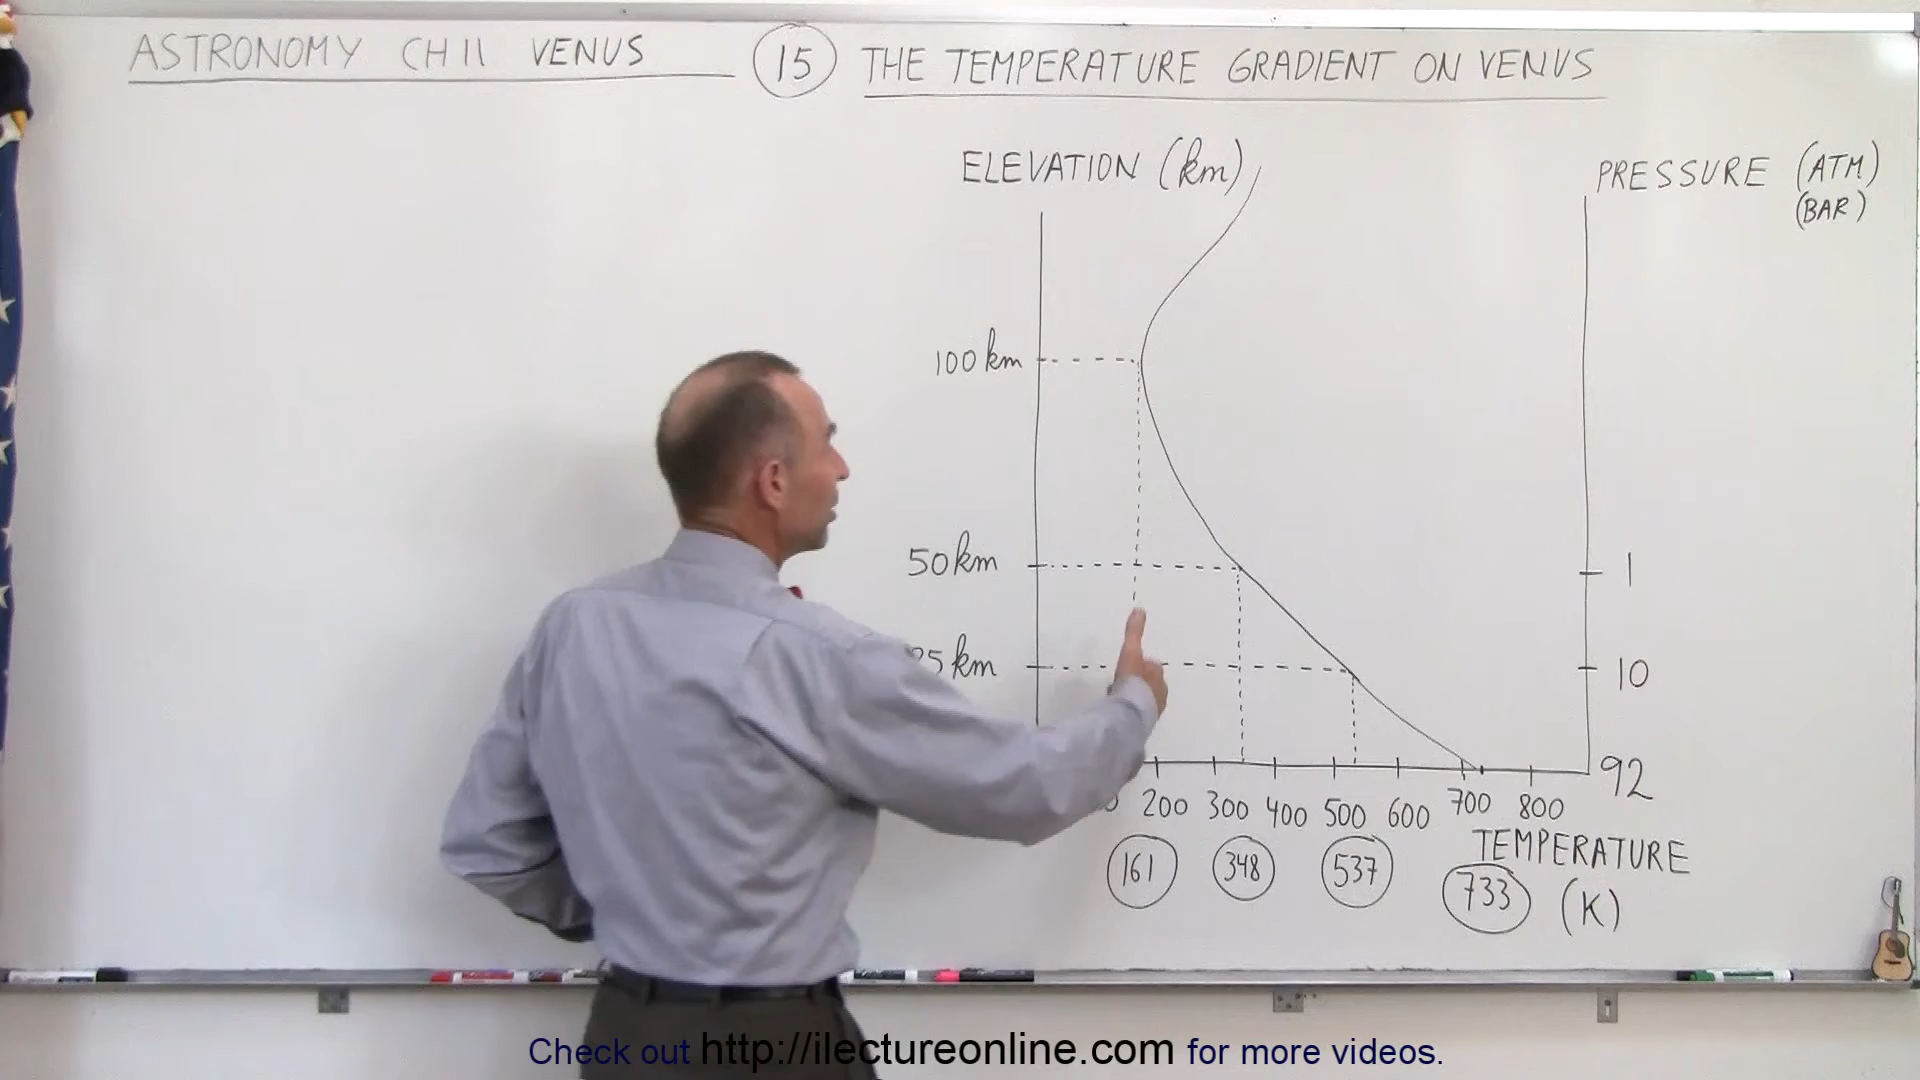 ASTRONOMY CH 11 VENUS
15 THE TEMPERATURE GRADIENT ON VENUS
ELEVATION (km)
PRESSURE (ATM)
(BAR)
100 km
50 km
1
km
10
92
200 300 400 500 600 700 800
TEMPERATURE
161 348 537 733 (K)
Check out http://ilectureonline.com for more videos.